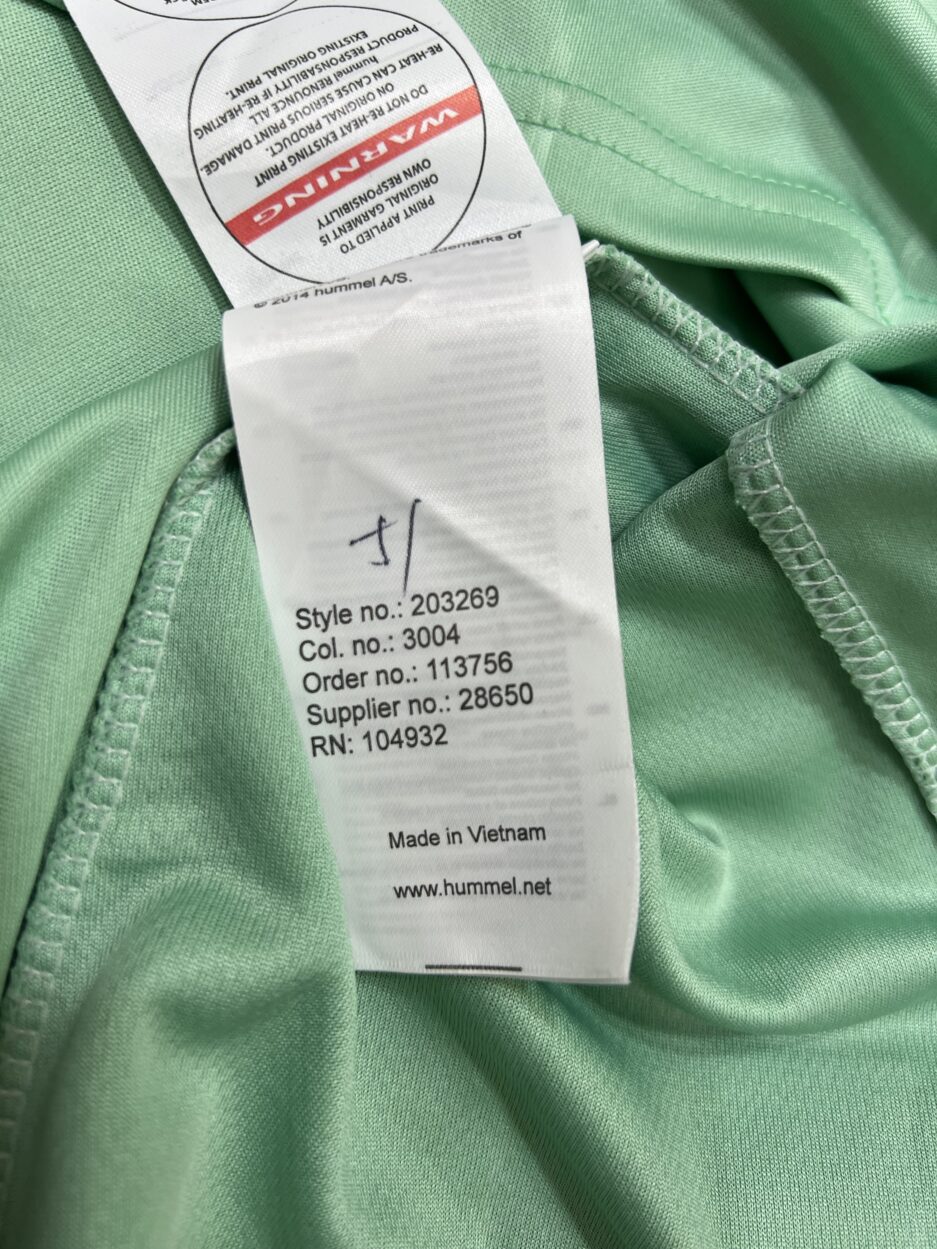 PRINT APPLIED TO
ORIGINAL GARMENT IS
OWN RESPONSIBILITY
WARNING
DO NOT RE-HEAT EXISTING PRINT
ON ORIGINAL PRODUCT.
RE-HEAT CAN CAUSE SERIOUS PRINT DAMAGE.
hummel RENOUNCE ALL
PRODUCT RESPONSABILITY IF RE-HEATING
EXISTING ORIGINAL PRINT.
trademarks of
© 2014 hummel A/S.
Style no.: 203269
Col. no.: 3004
Order no.: 113756
Supplier no.: 28650
RN: 104932
Made in Vietnam
www.hummel.net